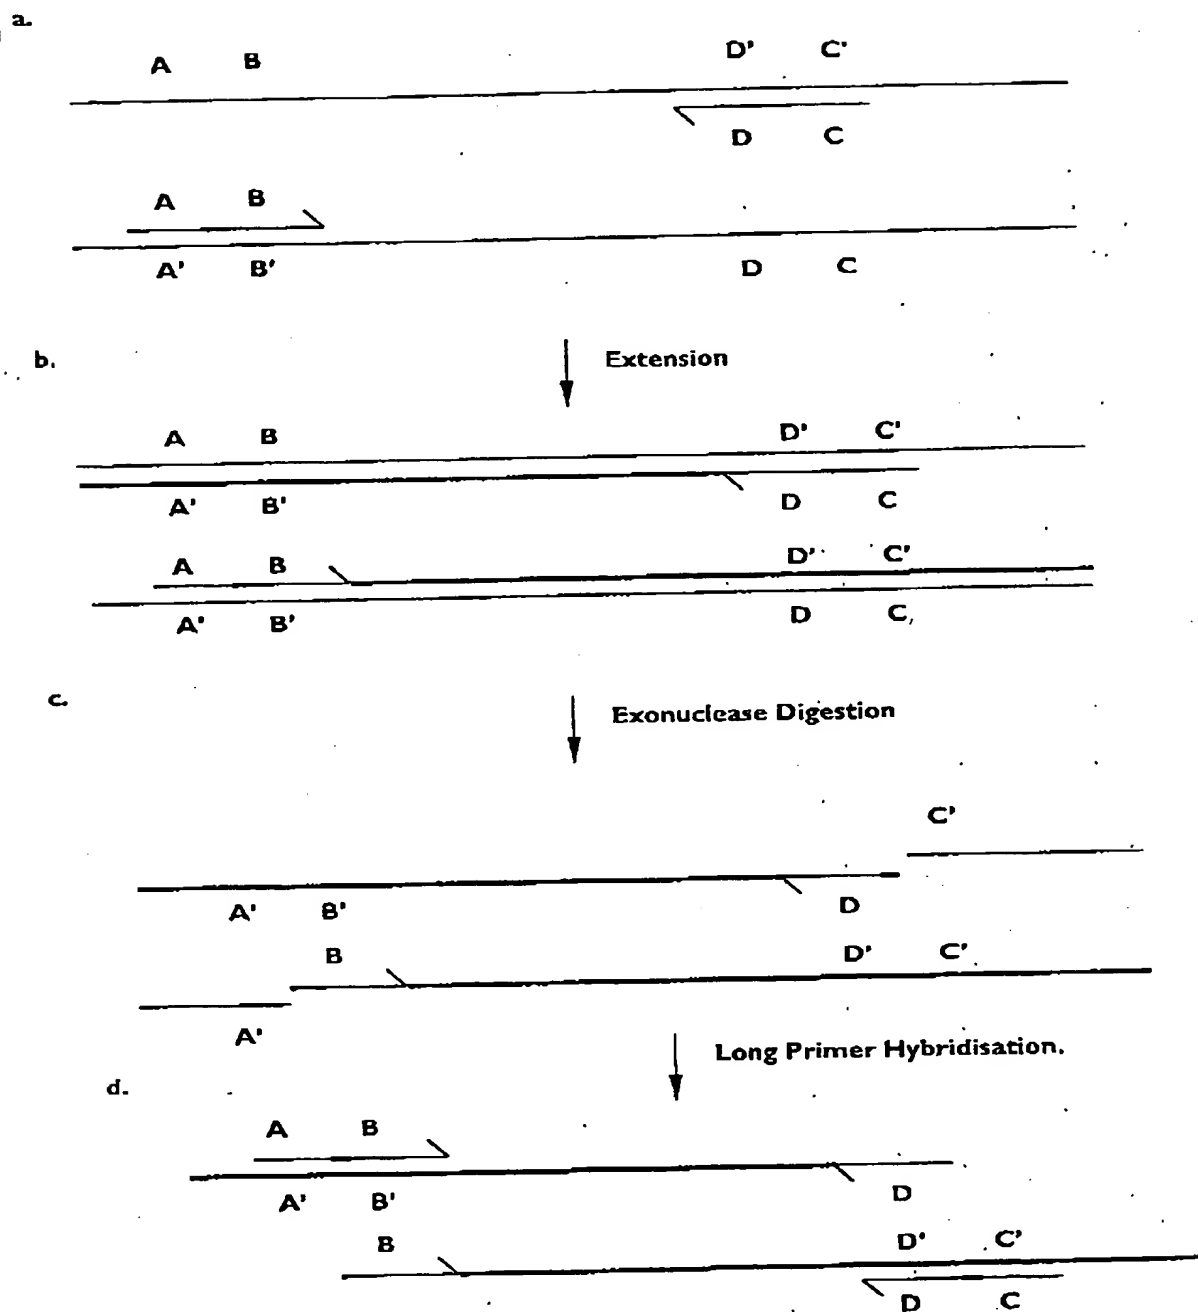 a.
A B D' C'
D C
A B
A' B' D C
b. Extension
A B D' C'
A' B' D C
A B D' C'
A' B' D C,
c. Exonuclease Digestion
C'
A' B' D
B D' C'
A'
Long Primer Hybridisation.
d.
A B
A' B' D
B D' C'
D C